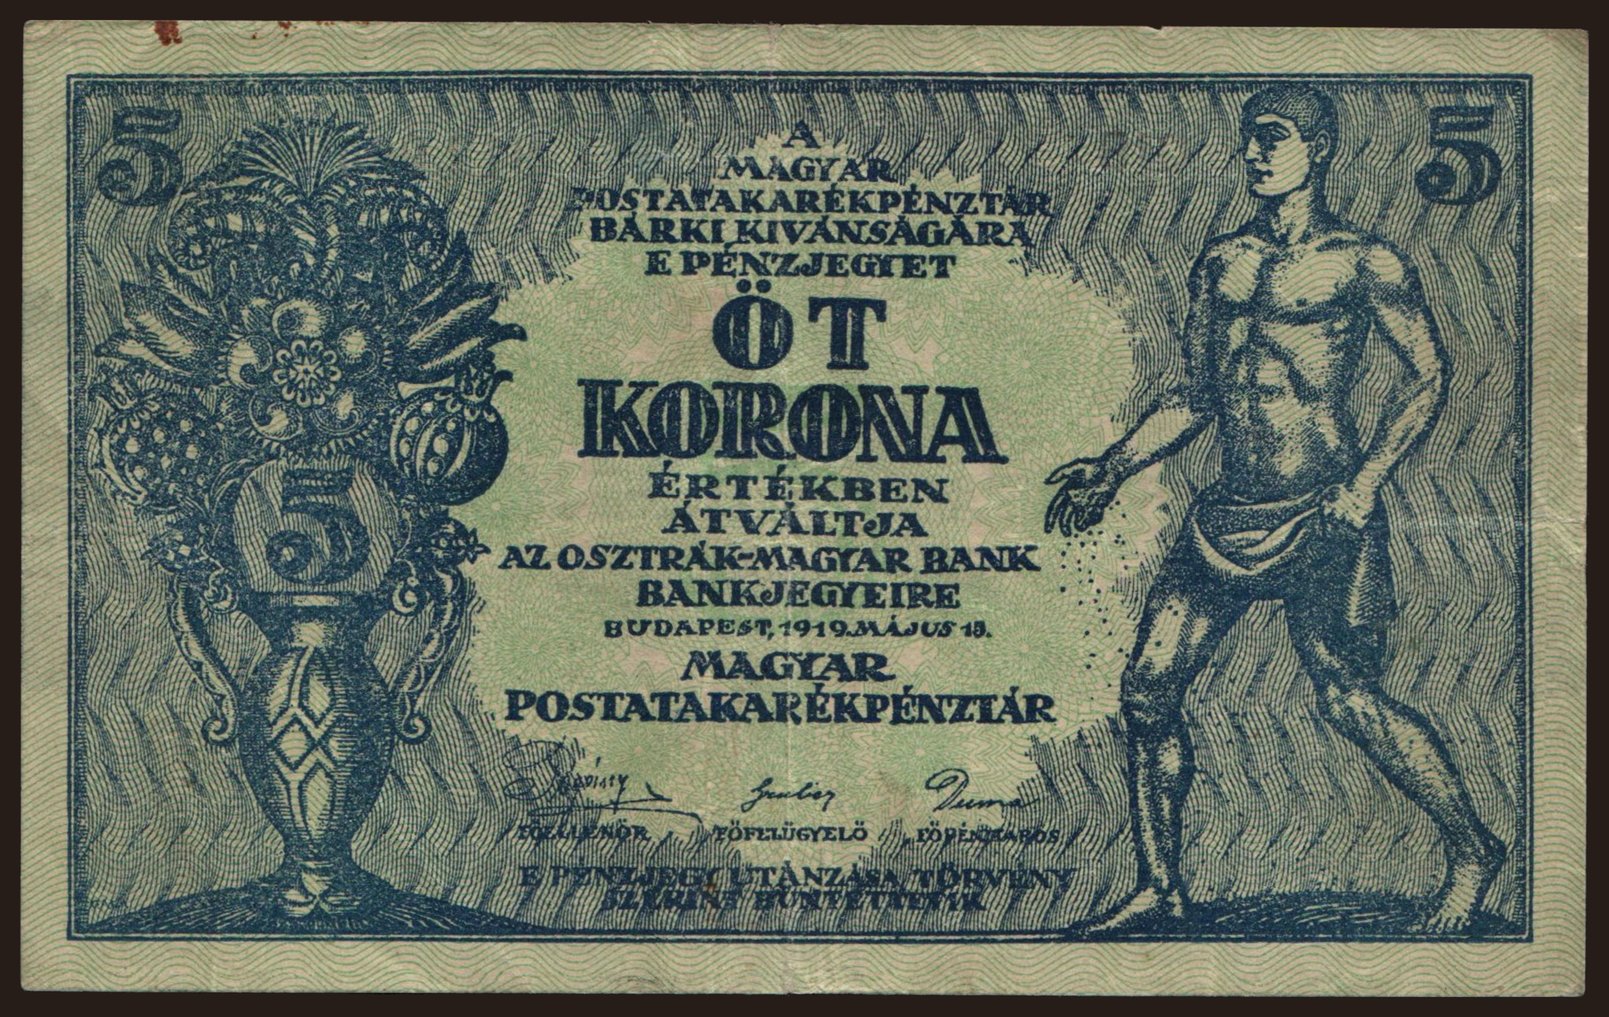 5
5
A
MAGYAR
POSTATAKARÉKPÉNZTÁR
BÁRKI KIVÁNSÁGÁRA
E PÉNZJEGYET
ÖT
KORONA
ÉRTÉKBEN
ÁTVÁLTJA
AZ OSZTRÁK-MAGYAR BANK
BANKJEGYEIRE
BUDAPEST, 1919. MÁJUS 15.
MAGYAR
POSTATAKARÉKPÉNZTÁR
5
FŐELLENŐR FŐFELÜGYELŐ FŐPÉNZTÁROS
E PÉNZJEGY UTÁNZÁSA TÖRVÉNY
SZERINT BÜNTETTETIK